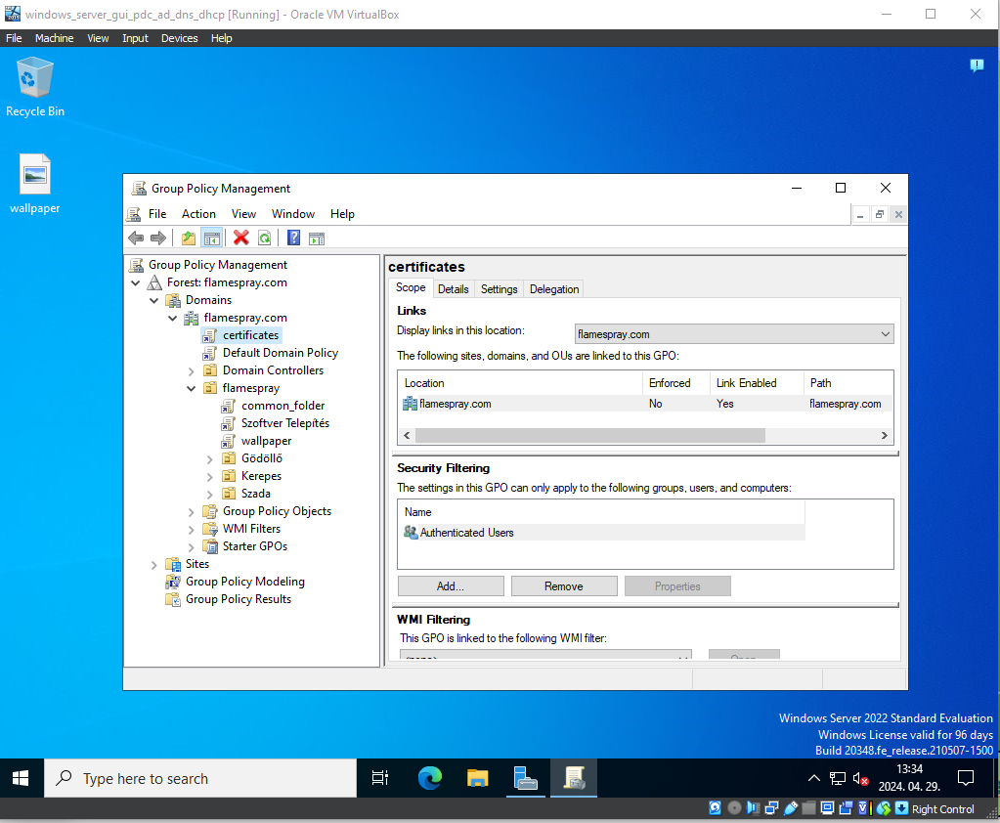 windows_server_gui_pdc_ad_dns_dhcp [Running] - Oracle VM VirtualBox
File Machine View Input Devices Help
Recycle Bin
wallpaper
Group Policy Management
File Action View Window Help
Group Policy Management
Forest: flamespray.com
Domains
flamespray.com
certificates
Default Domain Policy
Domain Controllers
flamespray
common_folder
Szoftver Telepítés
wallpaper
Gödöllő
Kerepes
Szada
Group Policy Objects
WMI Filters
Starter GPOs
Sites
Group Policy Modeling
Group Policy Results
certificates
Scope Details Settings Delegation
Links
Display links in this location: flamespray.com
The following sites, domains, and OUs are linked to this GPO:
Location Enforced Link Enabled Path
flamespray.com No Yes flamespray.com
Security Filtering
The settings in this GPO can only apply to the following groups, users, and computers:
Name
Authenticated Users
Add... Remove Properties
WMI Filtering
This GPO is linked to the following WMI filter:
<none> Open
Windows Server 2022 Standard Evaluation
Windows License valid for 96 days
Build 20348.fe_release.210507-1500
Type here to search
13:34
2024. 04. 29.
Right Control